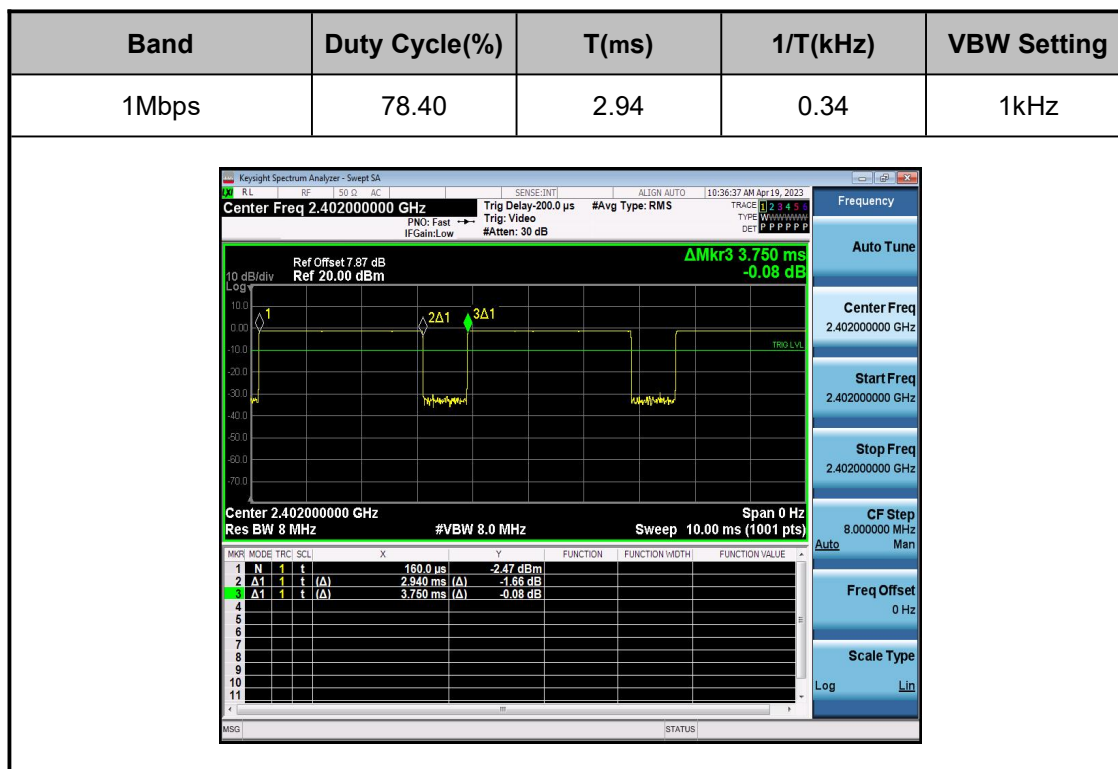 Band Duty Cycle(%) T(ms) 1/T(kHz) VBW Setting
1Mbps 78.40 2.94 0.34 1kHz
Keysight Spectrum Analyzer - Swept SA
RL RF 50 Ω AC SENSE:INT ALIGN AUTO 10:36:37 AM Apr 19, 2023
Center Freq 2.402000000 GHz Trig Delay-200.0 µs #Avg Type: RMS TRACE 1 2 3 4 5 6
PNO: Fast Trig: Video TYPE WWWWWW
IFGain:Low #Atten: 30 dB DET P P P P P P
Frequency
Auto Tune
Center Freq
2.402000000 GHz
Start Freq
2.402000000 GHz
Stop Freq
2.402000000 GHz
CF Step
8.000000 MHz
Auto Man
Freq Offset
0 Hz
Scale Type
Log Lin
ΔMkr3 3.750 ms
-0.08 dB
Ref Offset 7.87 dB
10 dB/div Ref 20.00 dBm
Log
10.0
0.00
-10.0
-20.0
-30.0
-40.0
-50.0
-60.0
-70.0
1 2Δ1 3Δ1
TRIG LVL
Center 2.402000000 GHz Span 0 Hz
Res BW 8 MHz #VBW 8.0 MHz Sweep 10.00 ms (1001 pts)
MKR MODE TRC SCL X Y FUNCTION FUNCTION WIDTH FUNCTION VALUE
1 N 1 t 160.0 µs -2.47 dBm
2 Δ1 1 t (Δ) 2.940 ms (Δ) -1.66 dB
3 Δ1 1 t (Δ) 3.750 ms (Δ) -0.08 dB
4
5
6
7
8
9
10
11
MSG STATUS